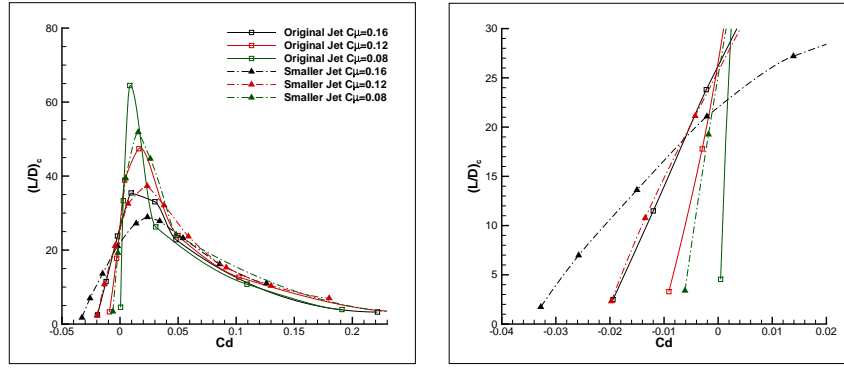 (L/D)c
80
60
40
20
0
-0.05
0
0.05
0.1
0.15
0.2
Cd
Original Jet Cμ=0.16
Original Jet Cμ=0.12
Original Jet Cμ=0.08
Smaller Jet Cμ=0.16
Smaller Jet Cμ=0.12
Smaller Jet Cμ=0.08
(L/D)c
30
25
20
15
10
5
0
-0.04
-0.03
-0.02
-0.01
0
0.01
0.02
Cd